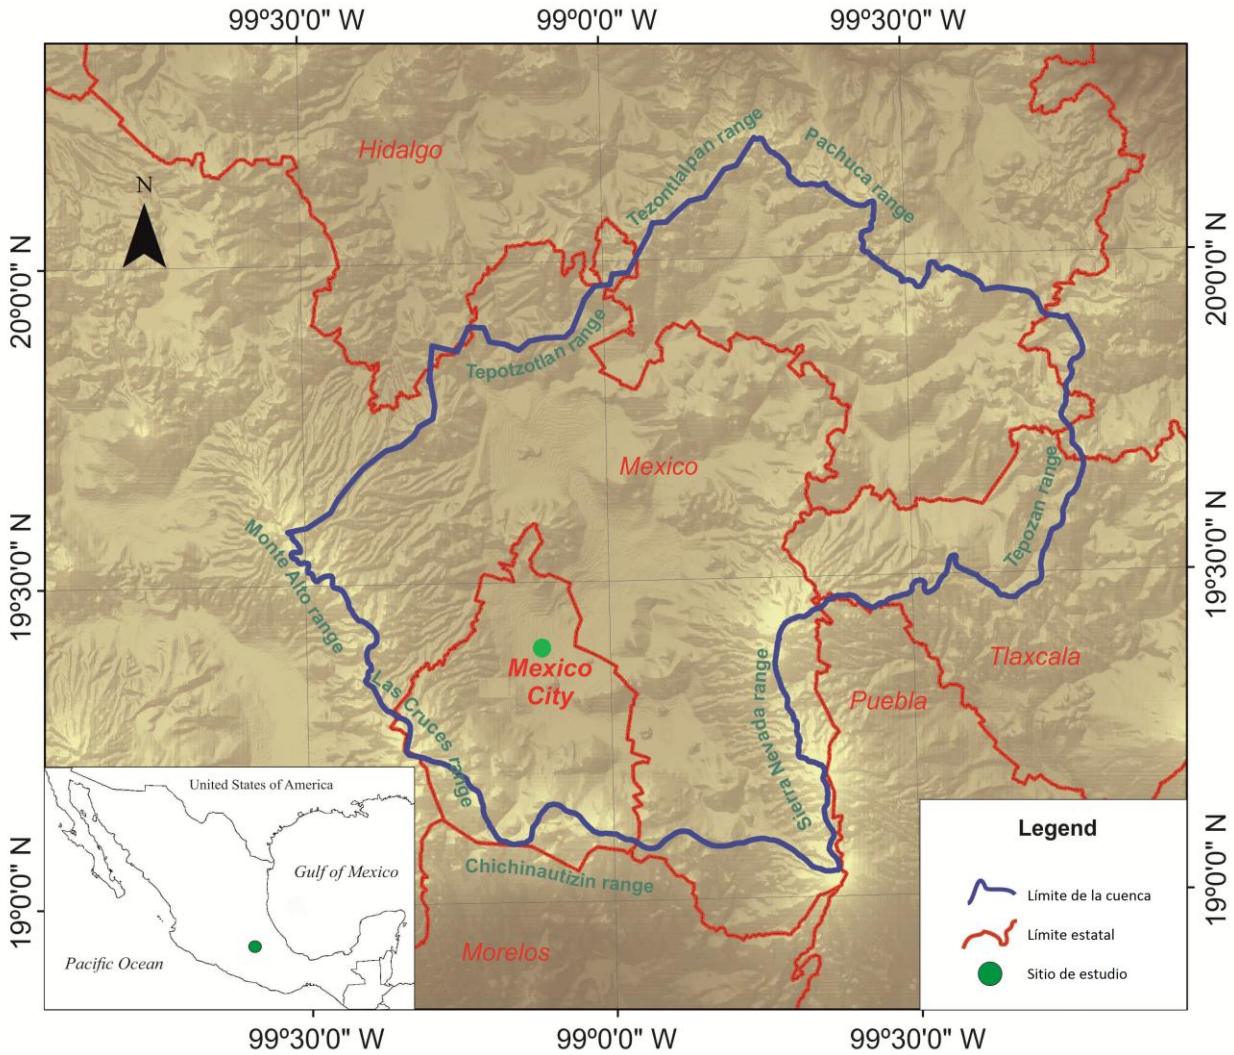 99º30'0" W
99º0'0" W
99º30'0" W
Tezontlalpan range
Pachuca range
Hidalgo
N
20º0'0" N
20º0'0" N
Tepotzotlan range
Mexico
Tepozan range
Monte Alto range
19º30'0" N
19º30'0" N
Mexico
City
Las Cruces range
Sierra Nevada range
Tlaxcala
Puebla
United States of America
Gulf of Mexico
Pacific Ocean
Chichinautizin range
Morelos
19º0'0" N
19º0'0" N
Legend
Límite de la cuenca
Límite estatal
Sitio de estudio
99º30'0" W
99º0'0" W
99º30'0" W